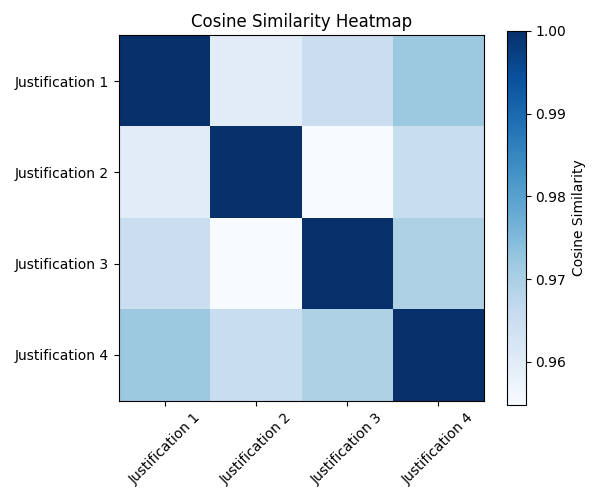 Cosine Similarity Heatmap
Justification 1
Justification 2
Justification 3
Justification 4
Justification 1
Justification 2
Justification 3
Justification 4
1.00
0.99
0.98
0.97
0.96
Cosine Similarity